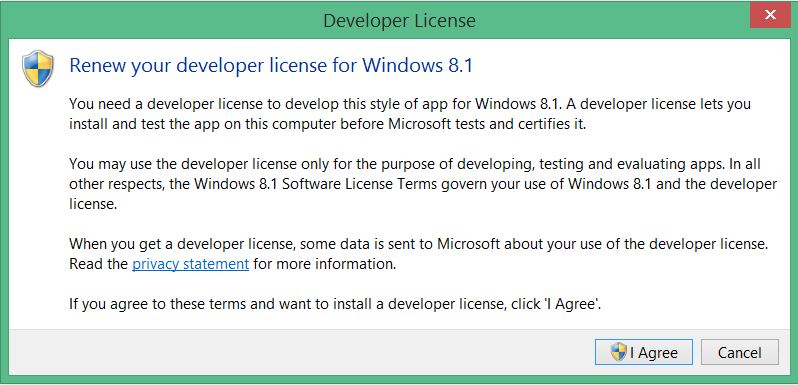 Developer License
Renew your developer license for Windows 8.1
You need a developer license to develop this style of app for Windows 8.1. A developer license lets you
install and test the app on this computer before Microsoft tests and certifies it.
You may use the developer license only for the purpose of developing, testing and evaluating apps. In all
other respects, the Windows 8.1 Software License Terms govern your use of Windows 8.1 and the developer
license.
When you get a developer license, some data is sent to Microsoft about your use of the developer license.
Read the privacy statement for more information.
If you agree to these terms and want to install a developer license, click 'I Agree'.
I Agree
Cancel